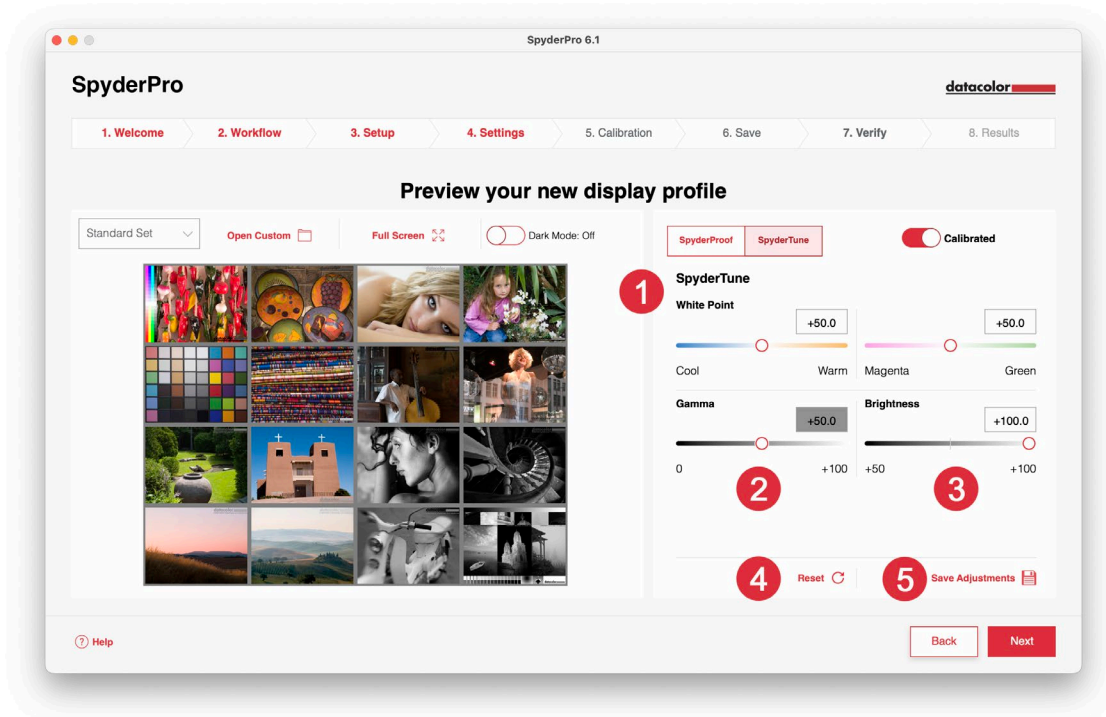 SpyderPro 6.1
SpyderPro
datacolor
1. Welcome
2. Workflow
3. Setup
4. Settings
5. Calibration
6. Save
7. Verify
8. Results
Preview your new display profile
Standard Set
Open Custom
Full Screen
Dark Mode: Off
SpyderProof
SpyderTune
Calibrated
1
SpyderTune
White Point
+50.0
+50.0
Cool
Warm
Magenta
Green
Gamma
+50.0
Brightness
+100.0
0
+100
+50
+100
2
3
4
Reset
5
Save Adjustments
? Help
Back
Next